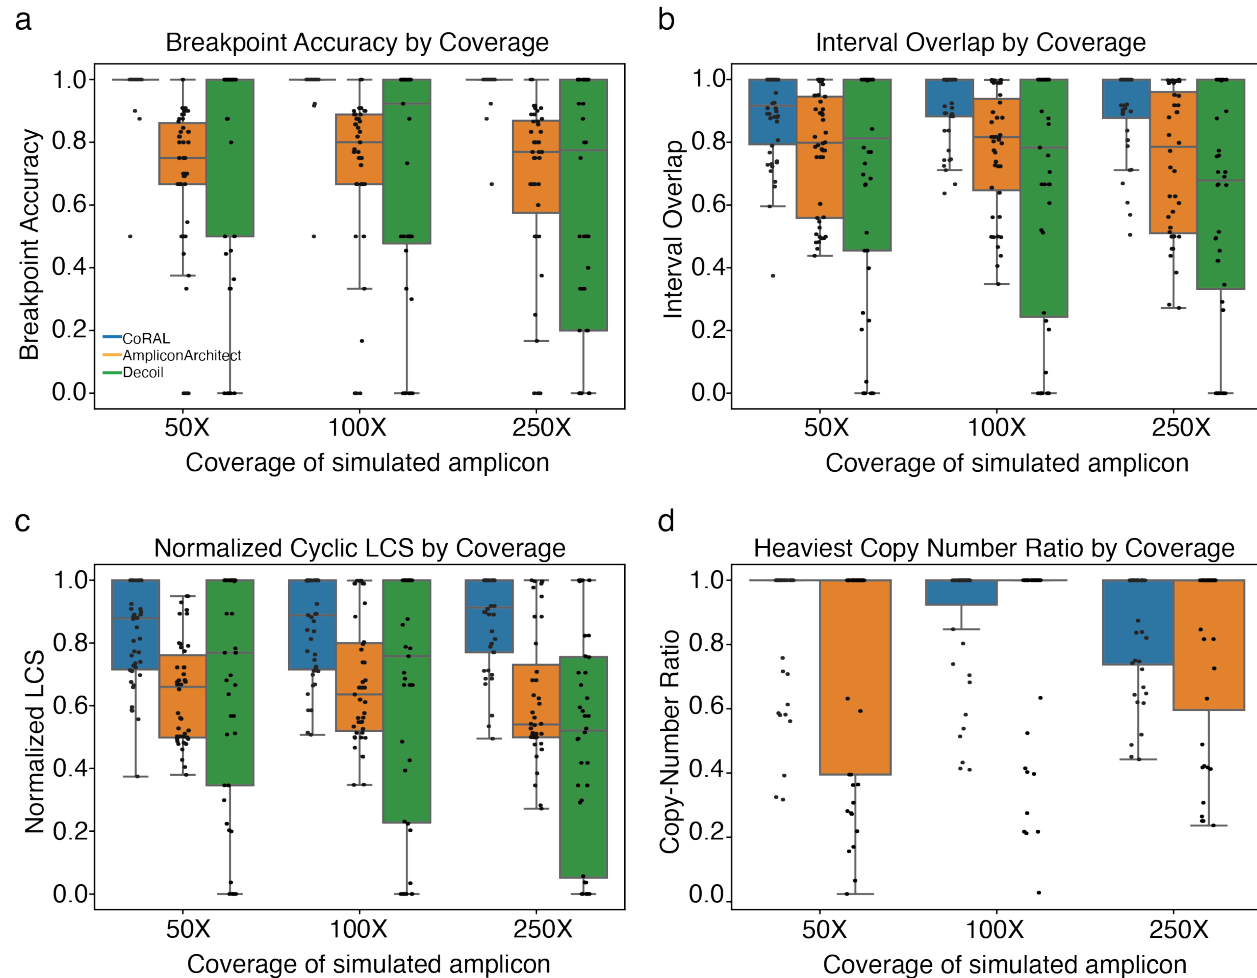 a
Breakpoint Accuracy by Coverage
1.0
0.8
0.6
0.4
0.2
0.0
Breakpoint Accuracy
CoRAL
AmpliconArchitect
Decoil
50X
100X
250X
Coverage of simulated amplicon
b
Interval Overlap by Coverage
1.0
0.8
0.6
0.4
0.2
0.0
Interval Overlap
50X
100X
250X
Coverage of simulated amplicon
c
Normalized Cyclic LCS by Coverage
1.0
0.8
0.6
0.4
0.2
0.0
Normalized LCS
50X
100X
250X
Coverage of simulated amplicon
d
Heaviest Copy Number Ratio by Coverage
1.0
0.8
0.6
0.4
0.2
0.0
Copy-Number Ratio
50X
100X
250X
Coverage of simulated amplicon